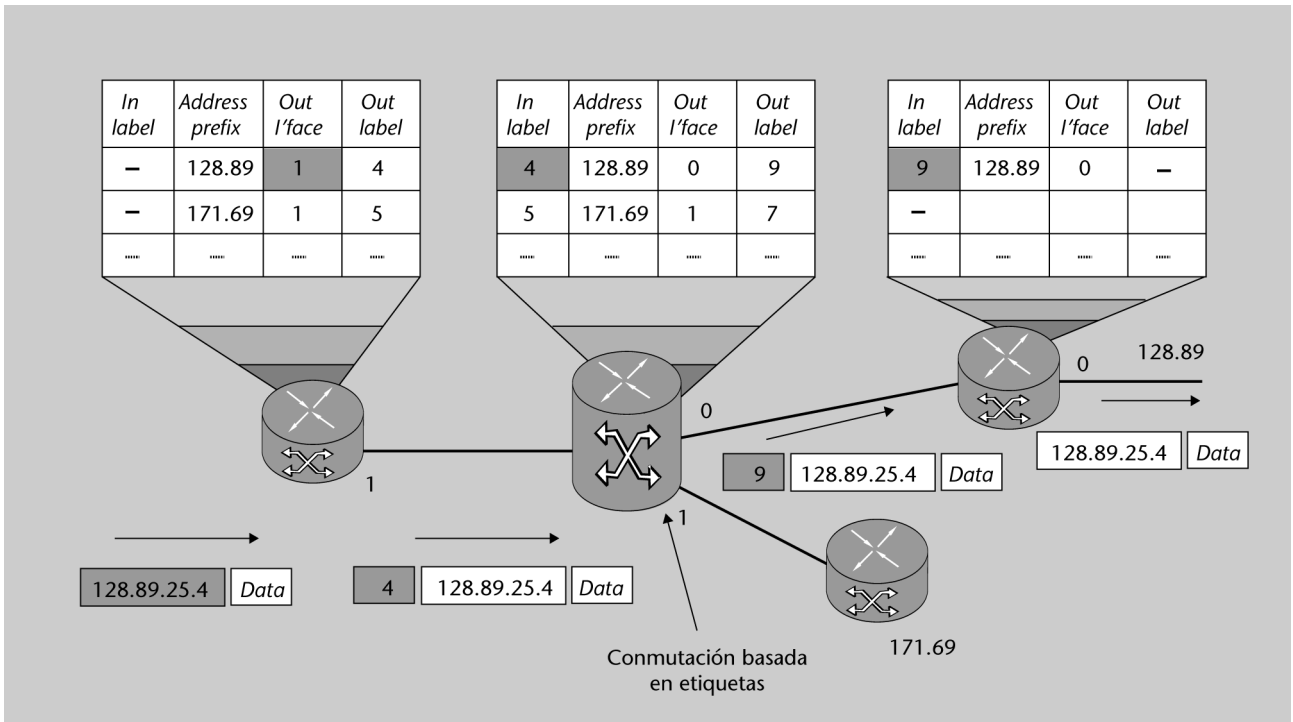 In label Address prefix Out I'face Out label
– 128.89 1 4
– 171.69 1 5
..... ..... ..... .....
In label Address prefix Out I'face Out label
4 128.89 0 9
5 171.69 1 7
..... ..... ..... .....
In label Address prefix Out I'face Out label
9 128.89 0 –
–
..... ..... ..... .....
0 128.89
0
128.89.25.4 Data
9 128.89.25.4 Data
1
1
128.89.25.4 Data
4 128.89.25.4 Data
171.69
Conmutación basada
en etiquetas